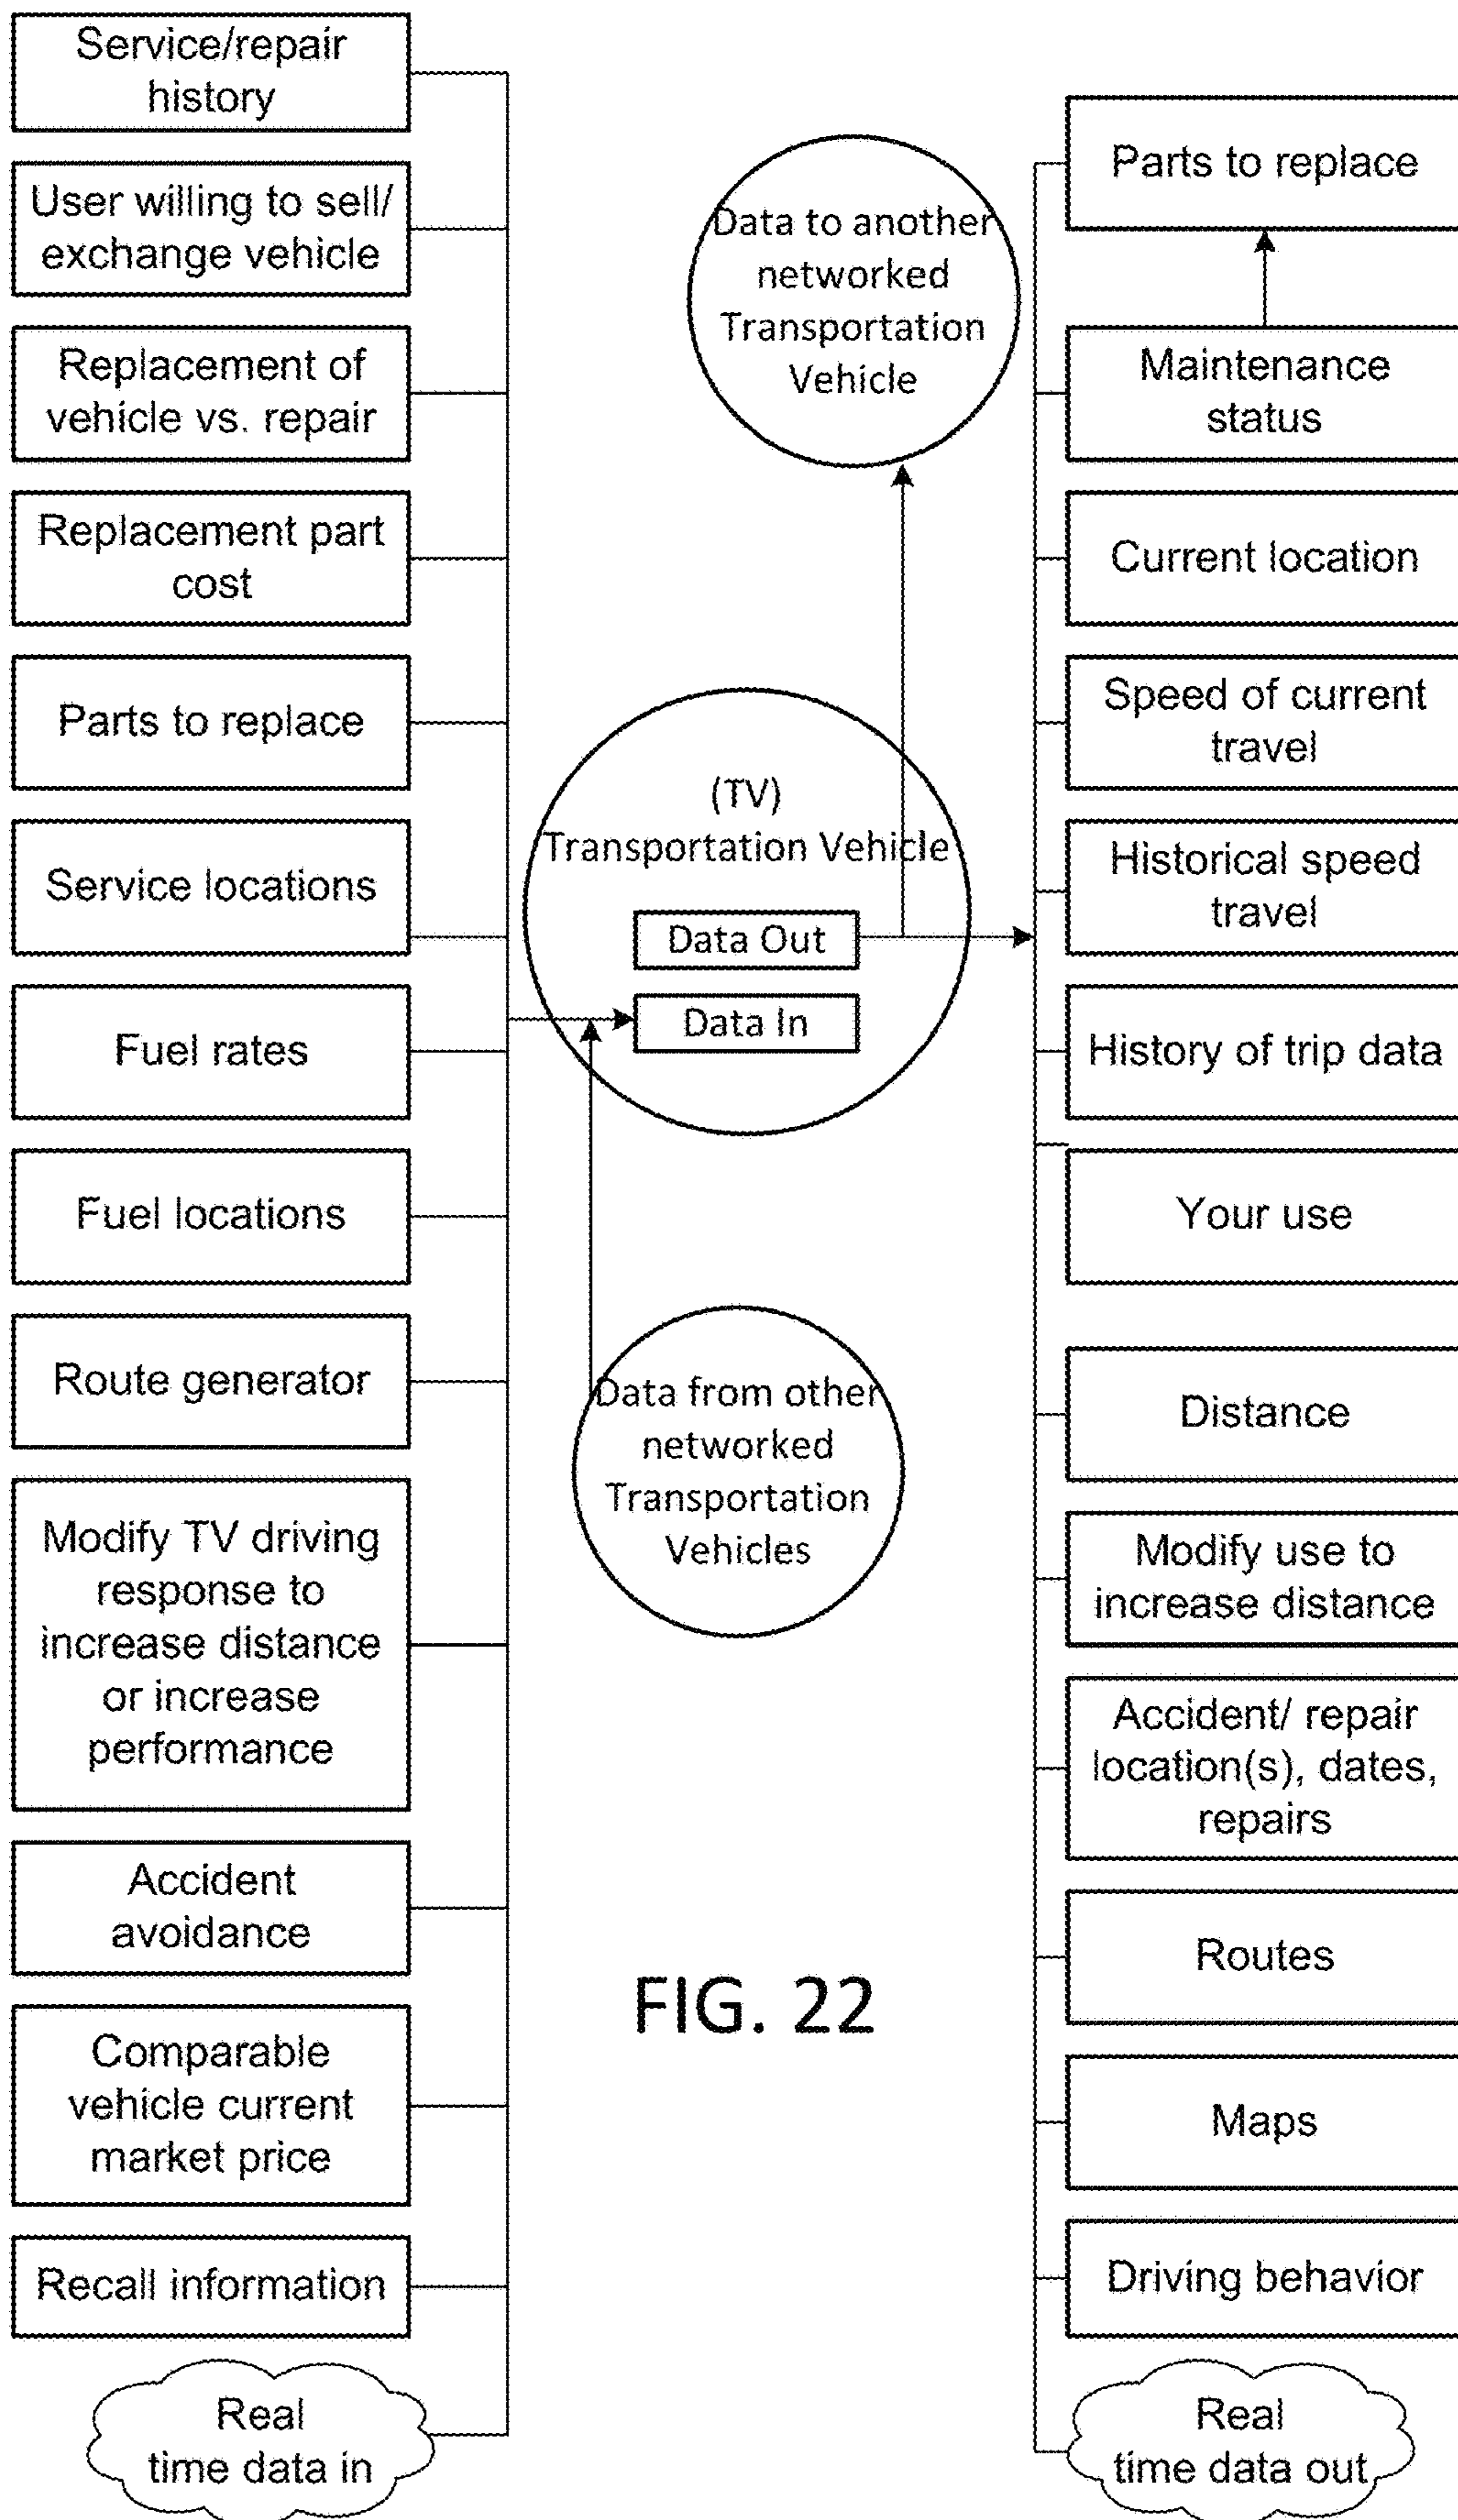 Service/repair
history
User willing to sell/
exchange vehicle
Replacement of
vehicle vs. repair
Replacement part
cost
Parts to replace
Service locations
Fuel rates
Fuel locations
Route generator
Modify TV driving
response to
increase distance
or increase
performance
Accident
avoidance
Comparable
vehicle current
market price
Recall information
Real
time data in
Data to another
networked
Transportation
Vehicle
(TV)
Transportation Vehicle
Data Out
Data In
Data from other
networked
Transportation
Vehicles
FIG. 22
Parts to replace
Maintenance
status
Current location
Speed of current
travel
Historical speed
travel
History of trip data
Your use
Distance
Modify use to
increase distance
Accident/ repair
location(s), dates,
repairs
Routes
Maps
Driving behavior
Real
time data out